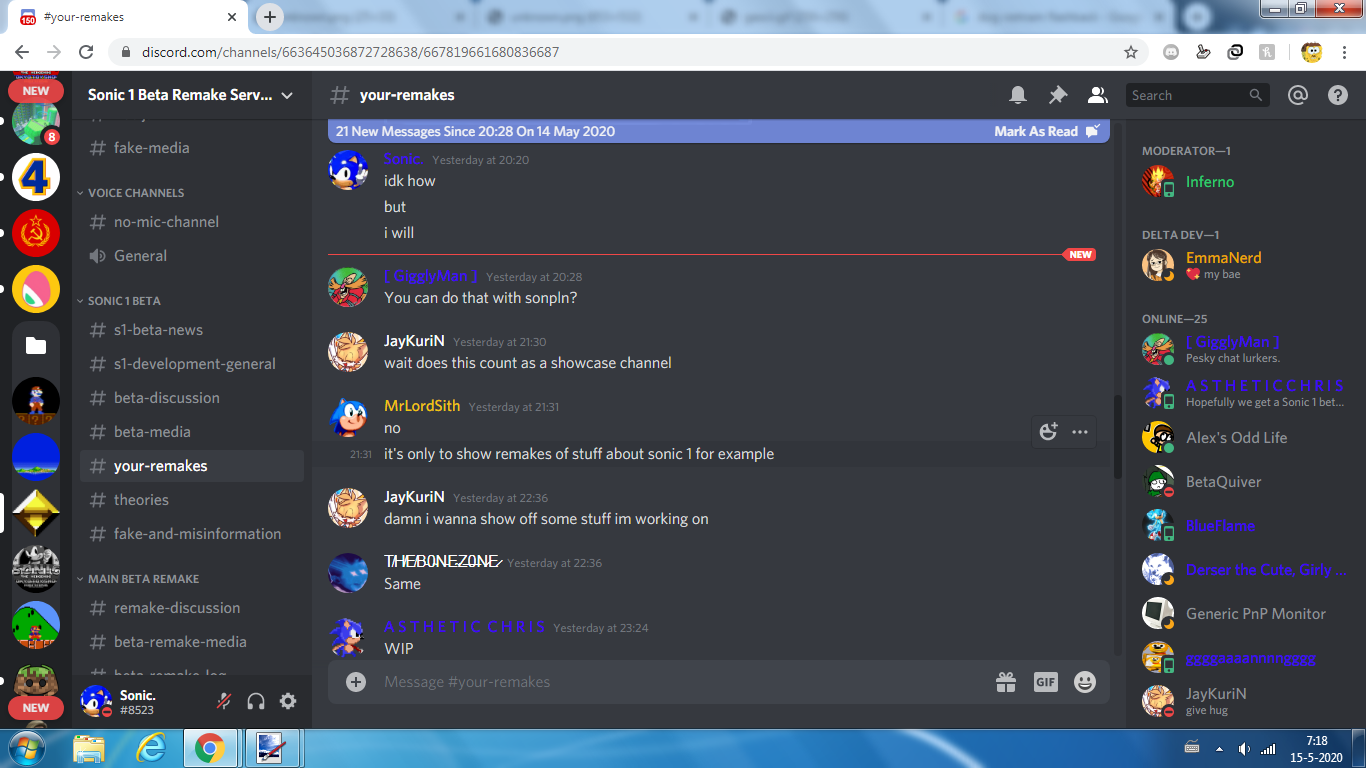 150
#your-remakes
discord.com/channels/663645036872728638/667819661680836687
NEW
8
4
NEW
Sonic 1 Beta Remake Serv...
fake-media
VOICE CHANNELS
no-mic-channel
General
SONIC 1 BETA
s1-beta-news
s1-development-general
beta-discussion
beta-media
your-remakes
theories
fake-and-misinformation
MAIN BETA REMAKE
remake-discussion
beta-remake-media
beta-remake-log
Sonic.
#8523
your-remakes
Search
21 New Messages Since 20:28 On 14 May 2020
Mark As Read
Sonic. Yesterday at 20:20
idk how
but
i will
NEW
[ GigglyMan ] Yesterday at 20:28
You can do that with sonpln?
JayKuriN Yesterday at 21:30
wait does this count as a showcase channel
MrLordSith Yesterday at 21:31
no
21:31 it's only to show remakes of stuff about sonic 1 for example
JayKuriN Yesterday at 22:36
damn i wanna show off some stuff im working on
T/HE/B0NEZ0NE/ Yesterday at 22:36
Same
A S T H E T I C C H R I S Yesterday at 23:24
WIP
Message #your-remakes
GIF
MODERATOR—1
Inferno
DELTA DEV—1
EmmaNerd
💖 my bae
ONLINE—25
[ GigglyMan ]
Pesky chat lurkers.
A S T H E T I C C H R I S
Hopefully we get a Sonic 1 bet...
Alex's Odd Life
BetaQuiver
BlueFlame
Derser the Cute, Girly ...
Generic PnP Monitor
JayKuriN
give hug
7:18
15-5-2020